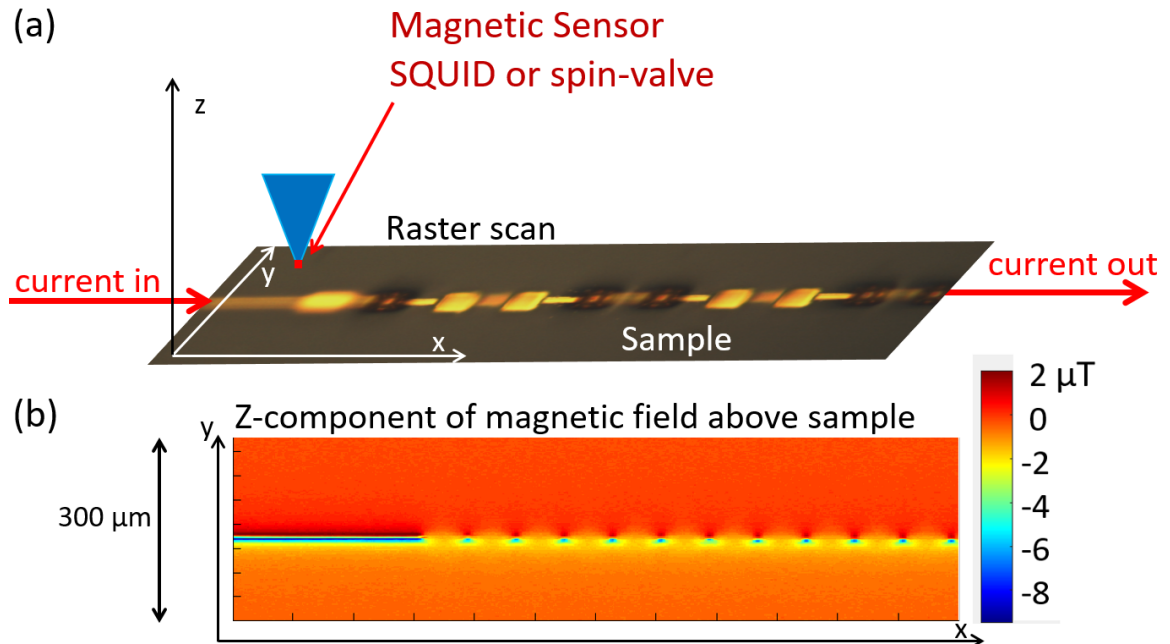 (a)
Magnetic Sensor
SQUID or spin-valve
z
Raster scan
current in
y
current out
x
Sample
(b)
Z-component of magnetic field above sample
y
300 μm
x
2 μT
0
-2
-4
-6
-8